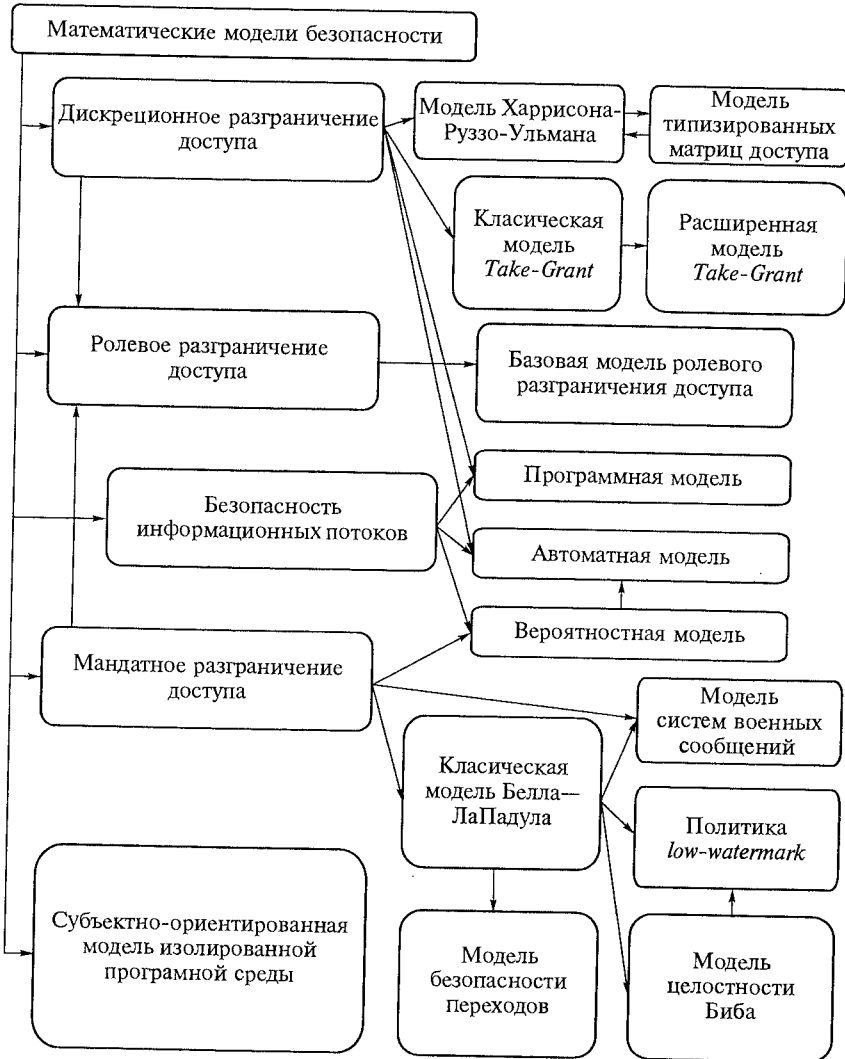 Математические модели безопасности
Дискреционное разграничение
доступа
Модель Харрисона-
Руззо-Ульмана
Модель
типизированных
матриц доступа
Класическая
модель
Take-Grant
Расширенная
модель
Take-Grant
Ролевое разграничение
доступа
Базовая модель ролевого
разграничения доступа
Программная модель
Безопасность
информационных потоков
Автоматная модель
Вероятностная модель
Мандатное разграничение
доступа
Модель
систем военных
сообщений
Класическая
модель Белла—
ЛаПадула
Политика
low-watermark
Субъектно-ориентированная
модель изолированной
програмной среды
Модель
безопасности
переходов
Модель
целостности
Биба